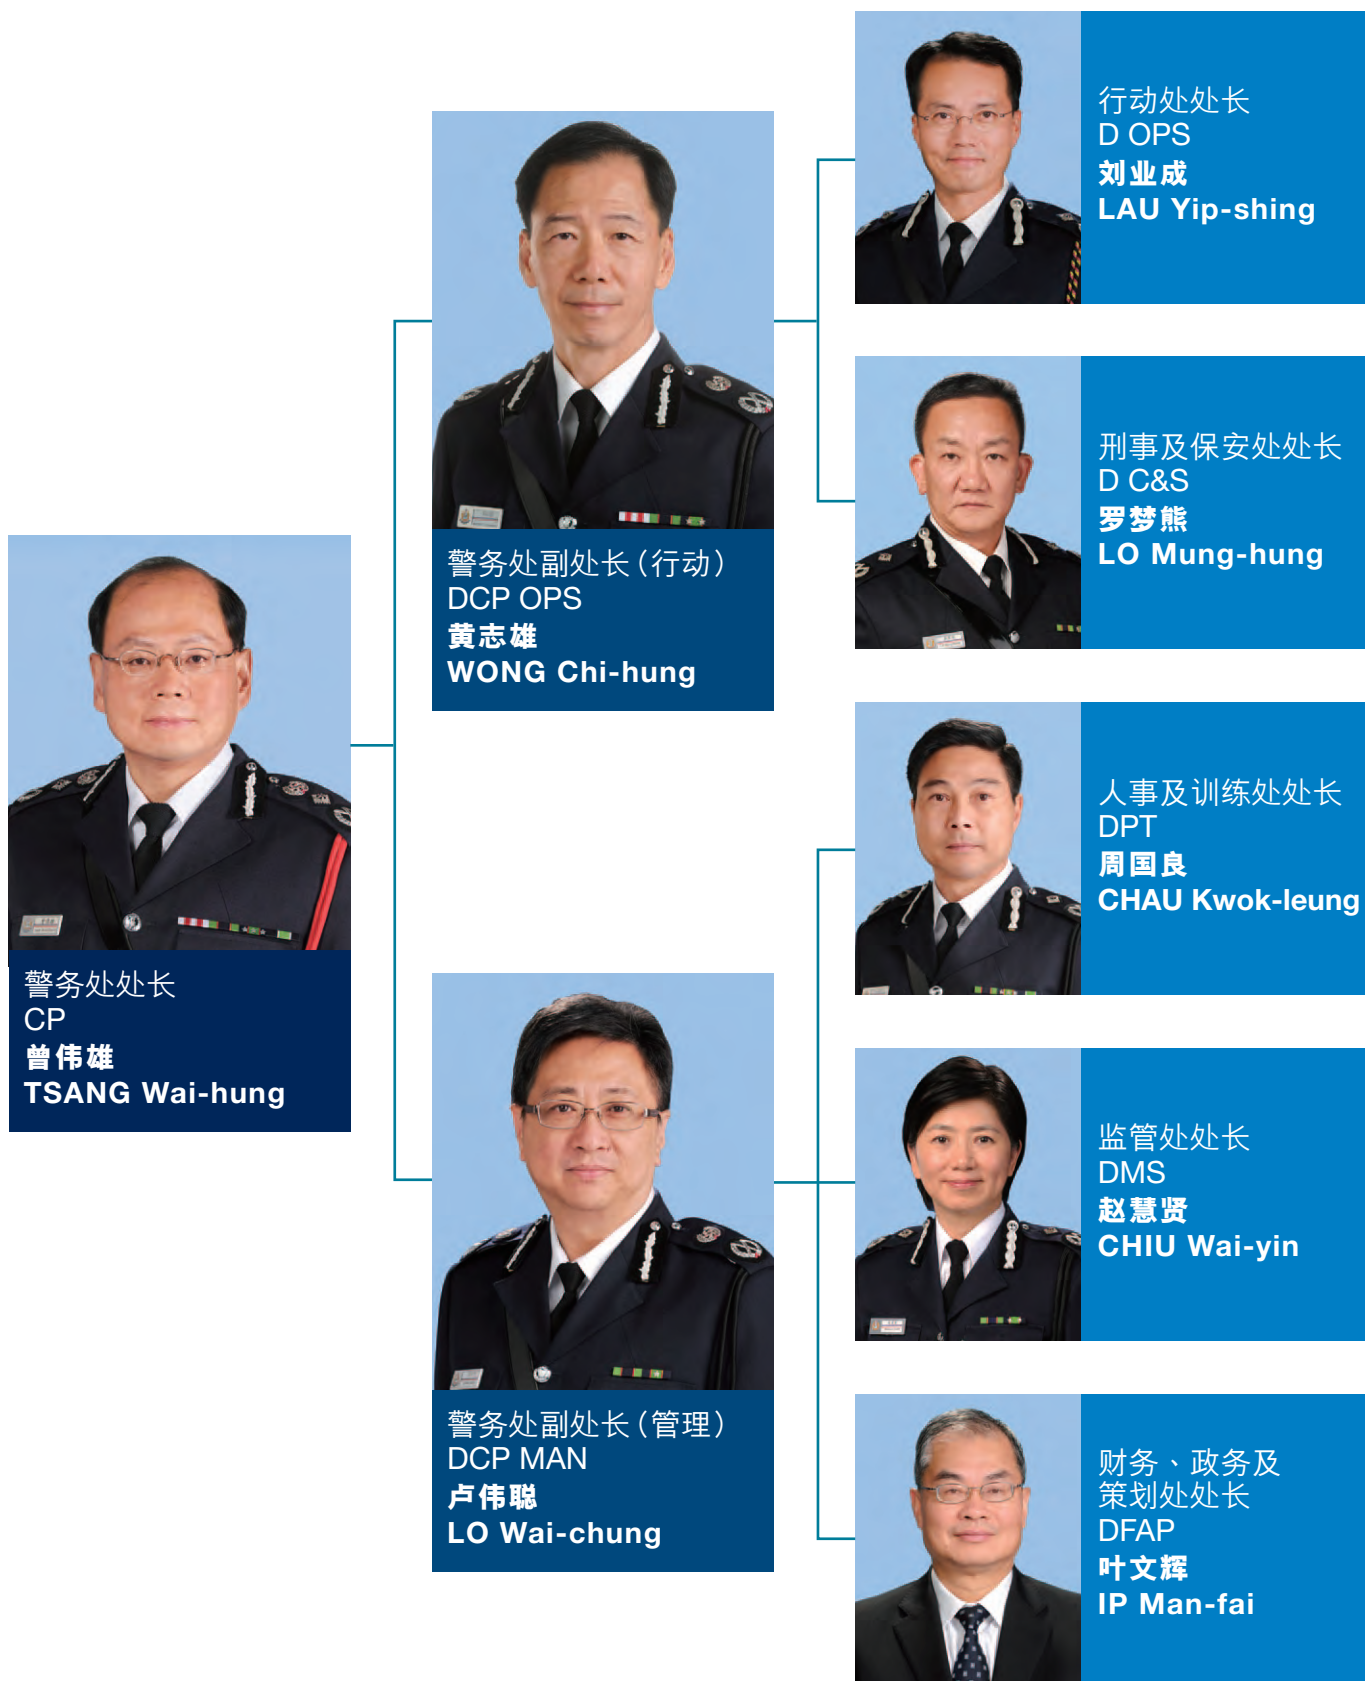 警务处处长
CP
曾伟雄
TSANG Wai-hung
警务处副处长（行动）
DCP OPS
黄志雄
WONG Chi-hung
警务处副处长（管理）
DCP MAN
卢伟聪
LO Wai-chung
行动处处长
D OPS
刘业成
LAU Yip-shing
刑事及保安处处长
D C&S
罗梦熊
LO Mung-hung
人事及训练处处长
DPT
周国良
CHAU Kwok-leung
监管处处长
DMS
赵慧贤
CHIU Wai-yin
财务、政务及
策划处处长
DFAP
叶文辉
IP Man-fai